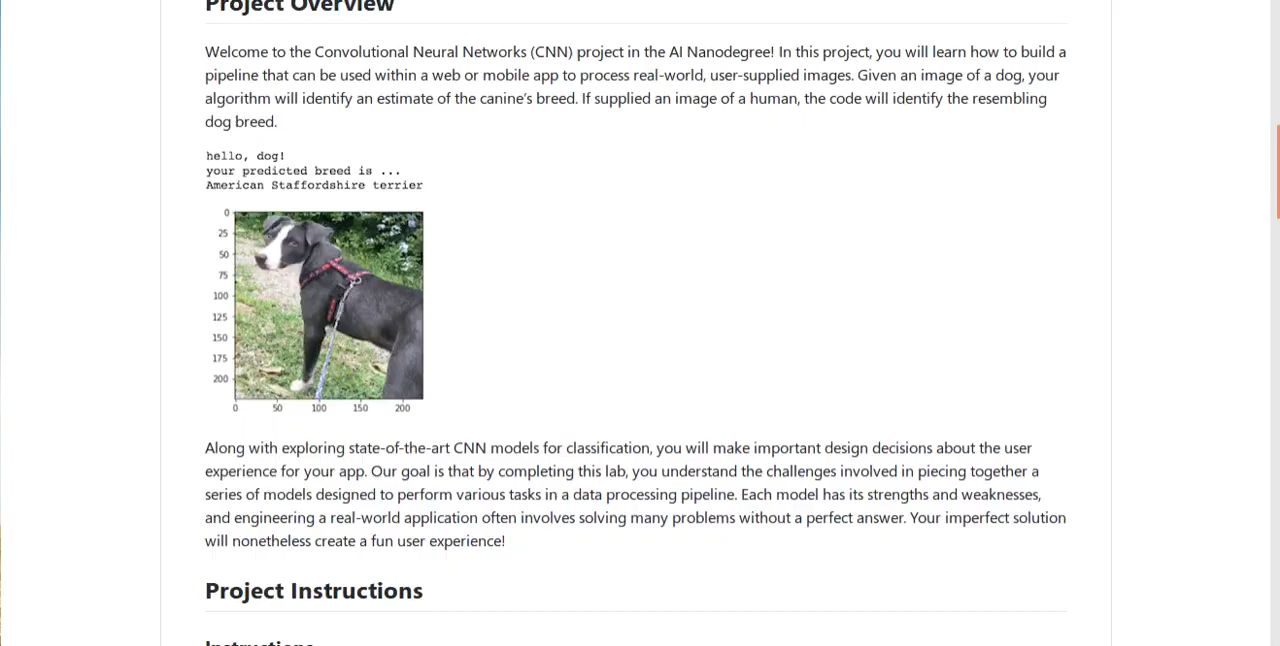 Project Overview
Welcome to the Convolutional Neural Networks (CNN) project in the AI Nanodegree! In this project, you will learn how to build a
pipeline that can be used within a web or mobile app to process real-world, user-supplied images. Given an image of a dog, your
algorithm will identify an estimate of the canine's breed. If supplied an image of a human, the code will identify the resembling
dog breed.
hello, dog!
your predicted breed is ...
American Staffordshire terrier
0
25
50
75
100
125
150
175
200
0 50 100 150 200
Along with exploring state-of-the-art CNN models for classification, you will make important design decisions about the user
experience for your app. Our goal is that by completing this lab, you understand the challenges involved in piecing together a
series of models designed to perform various tasks in a data processing pipeline. Each model has its strengths and weaknesses,
and engineering a real-world application often involves solving many problems without a perfect answer. Your imperfect solution
will nonetheless create a fun user experience!
Project Instructions
Instructions